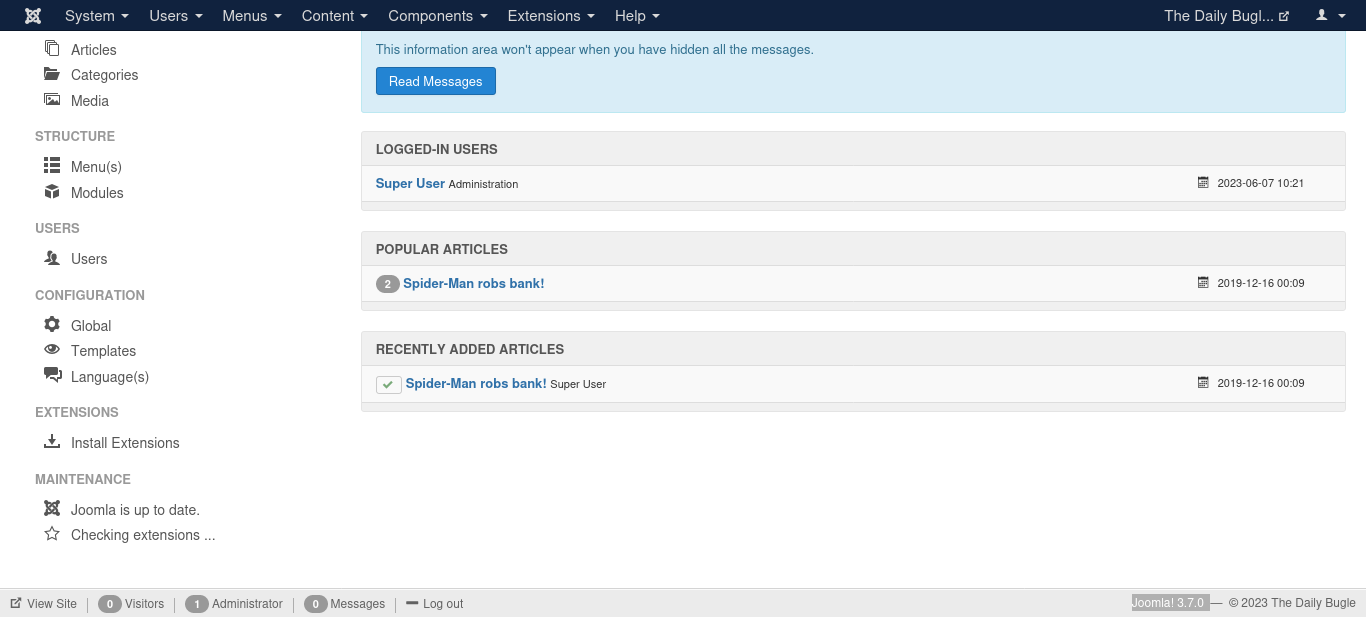 System Users Menus Content Components Extensions Help The Daily Bugl...
Articles
Categories
Media
STRUCTURE
Menu(s)
Modules
USERS
Users
CONFIGURATION
Global
Templates
Language(s)
EXTENSIONS
Install Extensions
MAINTENANCE
Joomla is up to date.
Checking extensions ...
This information area won't appear when you have hidden all the messages.
Read Messages
LOGGED-IN USERS
Super User Administration 2023-06-07 10:21
POPULAR ARTICLES
2 Spider-Man robs bank! 2019-12-16 00:09
RECENTLY ADDED ARTICLES
Spider-Man robs bank! Super User 2019-12-16 00:09
View Site 0 Visitors 1 Administrator 0 Messages Log out Joomla! 3.7.0 — © 2023 The Daily Bugle